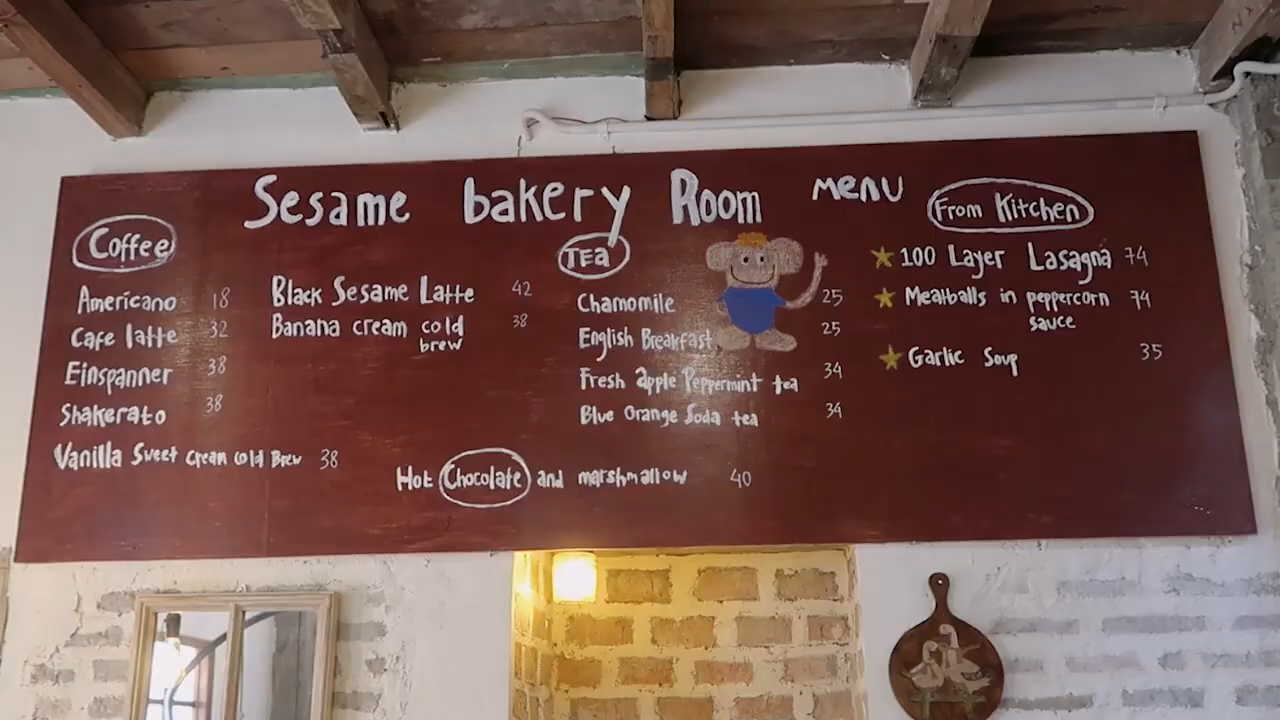 Sesame bakery Room menu
Coffee
Americano 18
Cafe latte 32
Einspanner 38
Shakerato 38
Vanilla Sweet cream cold Brew 38
Black Sesame Latte 42
Banana cream cold 38
brew
Hot Chocolate and marshmallow 40
TEa
Chamomile 25
English Breakfast 25
Fresh apple Peppermint tea 34
Blue Orange Soda tea 34
From Kitchen
100 Layer Lasagna 74
Meatballs in peppercorn 74
sauce
Garlic Soup 35